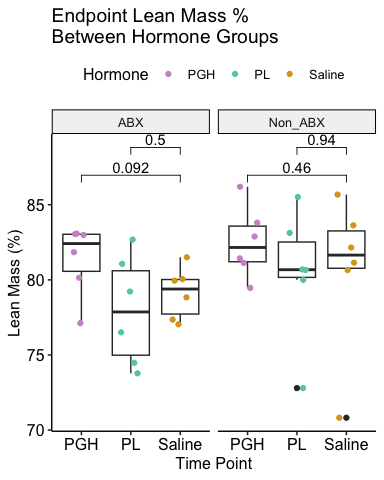 Endpoint Lean Mass %
Between Hormone Groups
Hormone PGH PL Saline
ABX Non_ABX
0.5 0.94
0.092 0.46
85
80
75
70
Lean Mass (%)
PGH PL Saline PGH PL Saline
Time Point